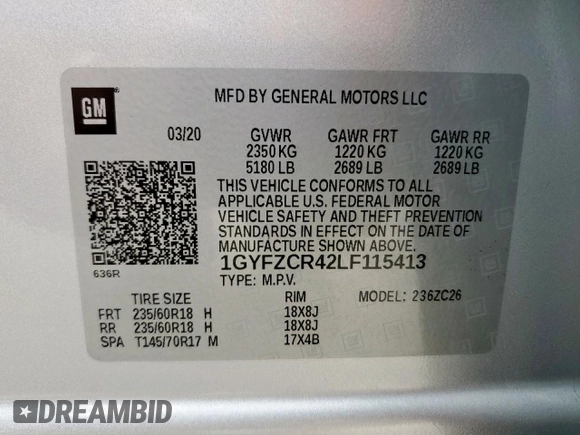 GM
MFD BY GENERAL MOTORS LLC
03/20 GVWR GAWR FRT GAWR RR
2350 KG 1220 KG 1220 KG
5180 LB 2689 LB 2689 LB
THIS VEHICLE CONFORMS TO ALL
APPLICABLE U.S. FEDERAL MOTOR
VEHICLE SAFETY AND THEFT PREVENTION
STANDARDS IN EFFECT ON THE DATE OF
MANUFACTURE SHOWN ABOVE.
636R
1GYFZCR42LF115413
TYPE: M.P.V.
TIRE SIZE RIM MODEL: 236ZC26
FRT 235/60R18 H 18X8J
RR 235/60R18 H 18X8J
SPA T145/70R17 M 17X4B
DREAMBID